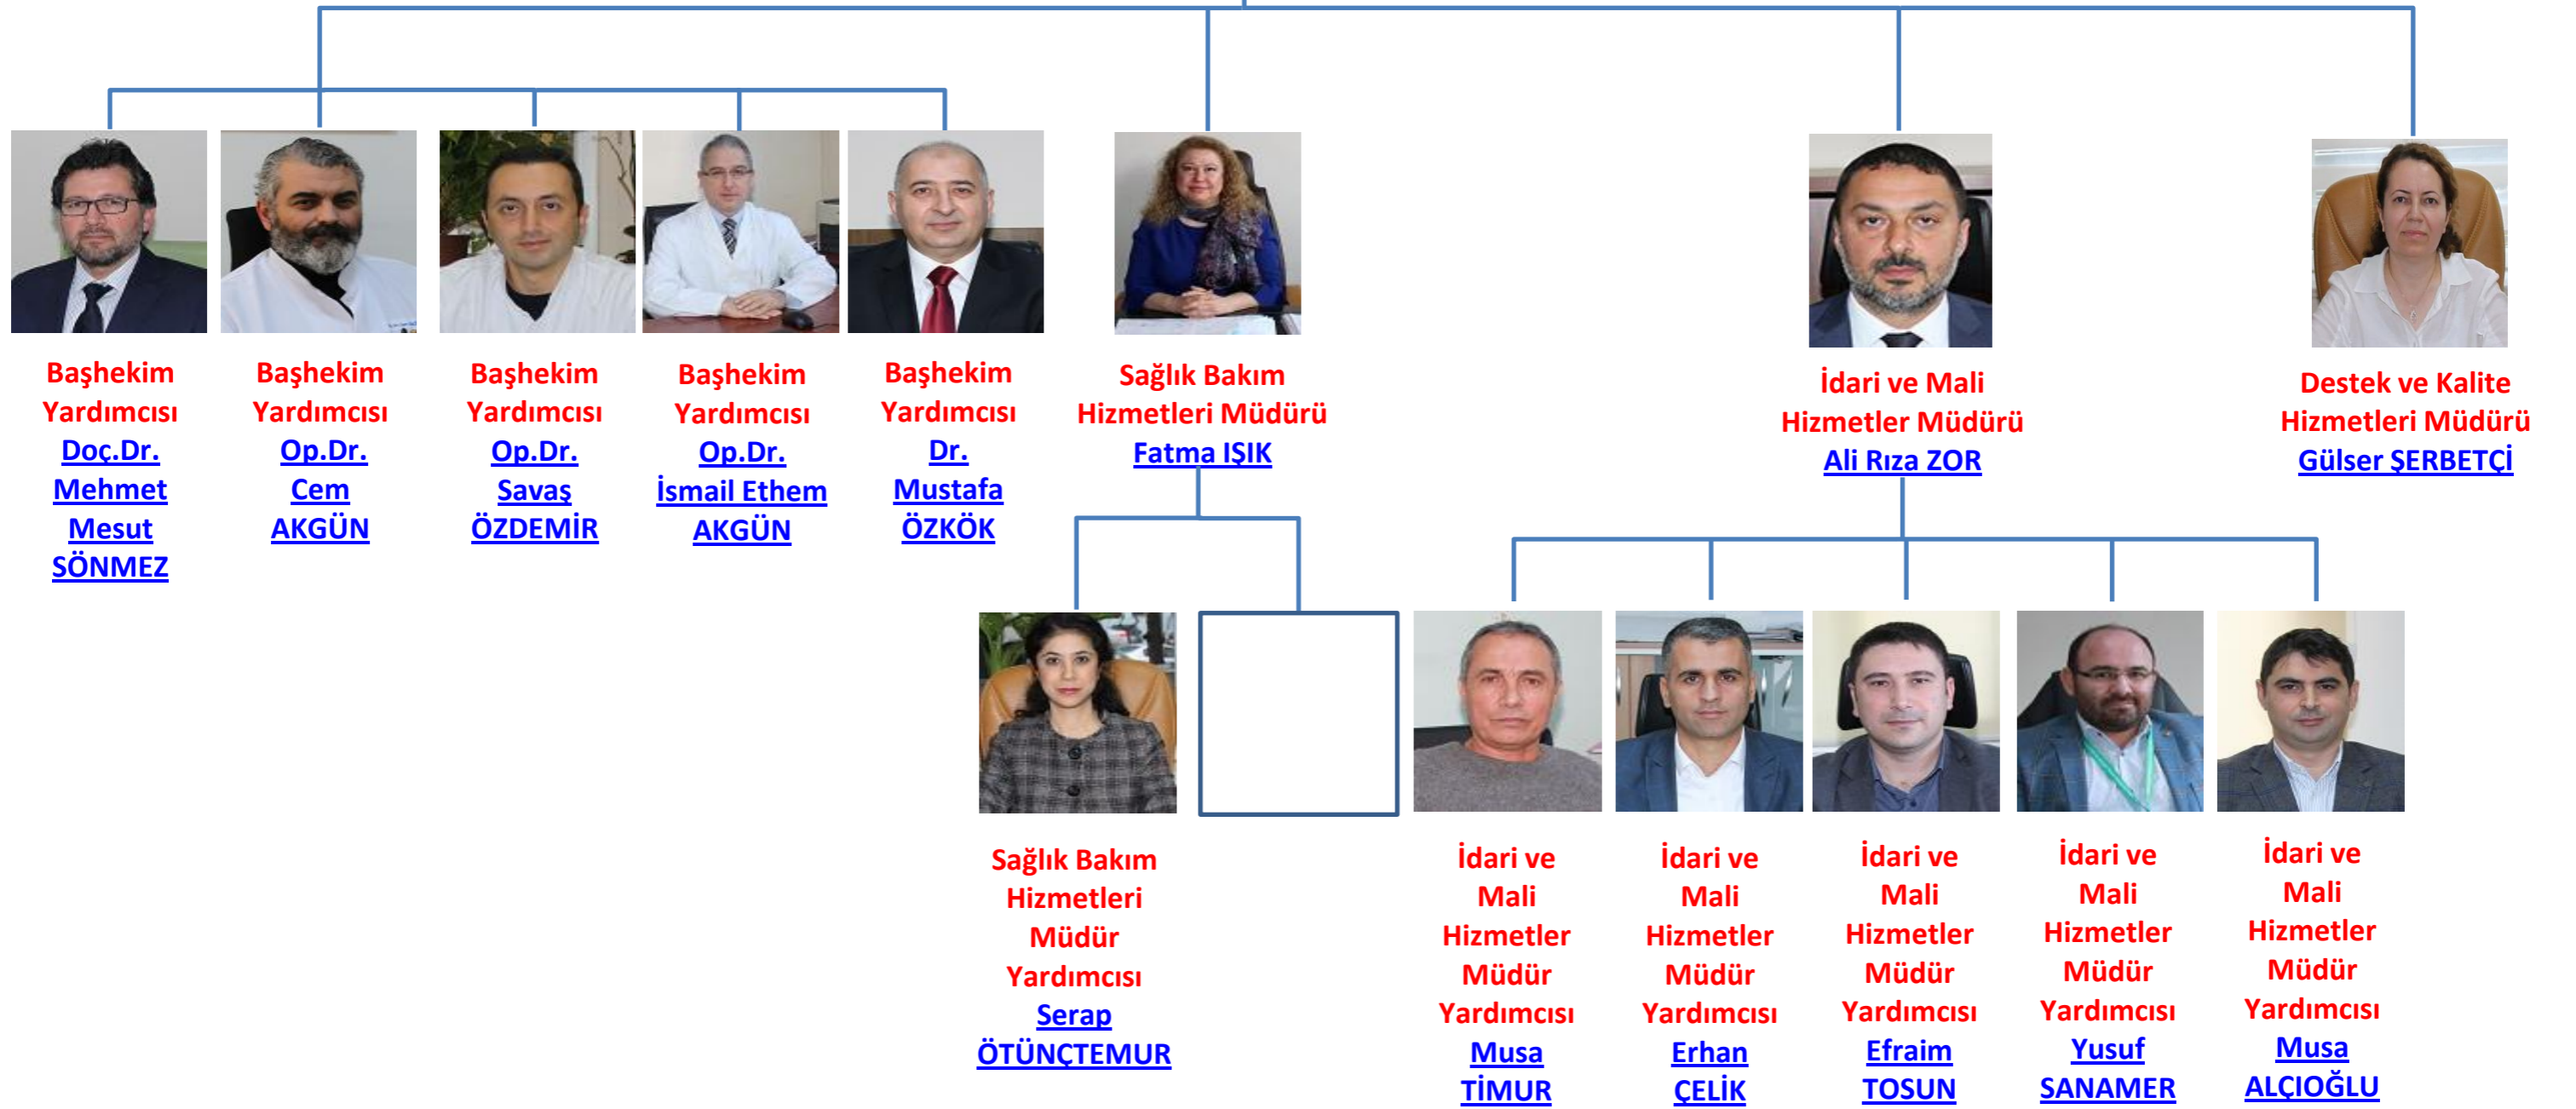 Başhekim
Yardımcısı
Doç.Dr.
Mehmet
Mesut
SÖNMEZ
Başhekim
Yardımcısı
Op.Dr.
Cem
AKGÜN
Başhekim
Yardımcısı
Op.Dr.
Savaş
ÖZDEMİR
Başhekim
Yardımcısı
Op.Dr.
İsmail Ethem
AKGÜN
Başhekim
Yardımcısı
Dr.
Mustafa
ÖZKÖK
Sağlık Bakım
Hizmetleri Müdürü
Fatma IŞIK
İdari ve Mali
Hizmetler Müdürü
Ali Rıza ZOR
Destek ve Kalite
Hizmetleri Müdürü
Gülser ŞERBETÇİ
Sağlık Bakım
Hizmetleri
Müdür
Yardımcısı
Serap
ÖTÜNÇTEMUR
İdari ve
Mali
Hizmetler
Müdür
Yardımcısı
Musa
TİMUR
İdari ve
Mali
Hizmetler
Müdür
Yardımcısı
Erhan
ÇELİK
İdari ve
Mali
Hizmetler
Müdür
Yardımcısı
Efraim
TOSUN
İdari ve
Mali
Hizmetler
Müdür
Yardımcısı
Yusuf
SANAMER
İdari ve
Mali
Hizmetler
Müdür
Yardımcısı
Musa
ALÇIOĞLU